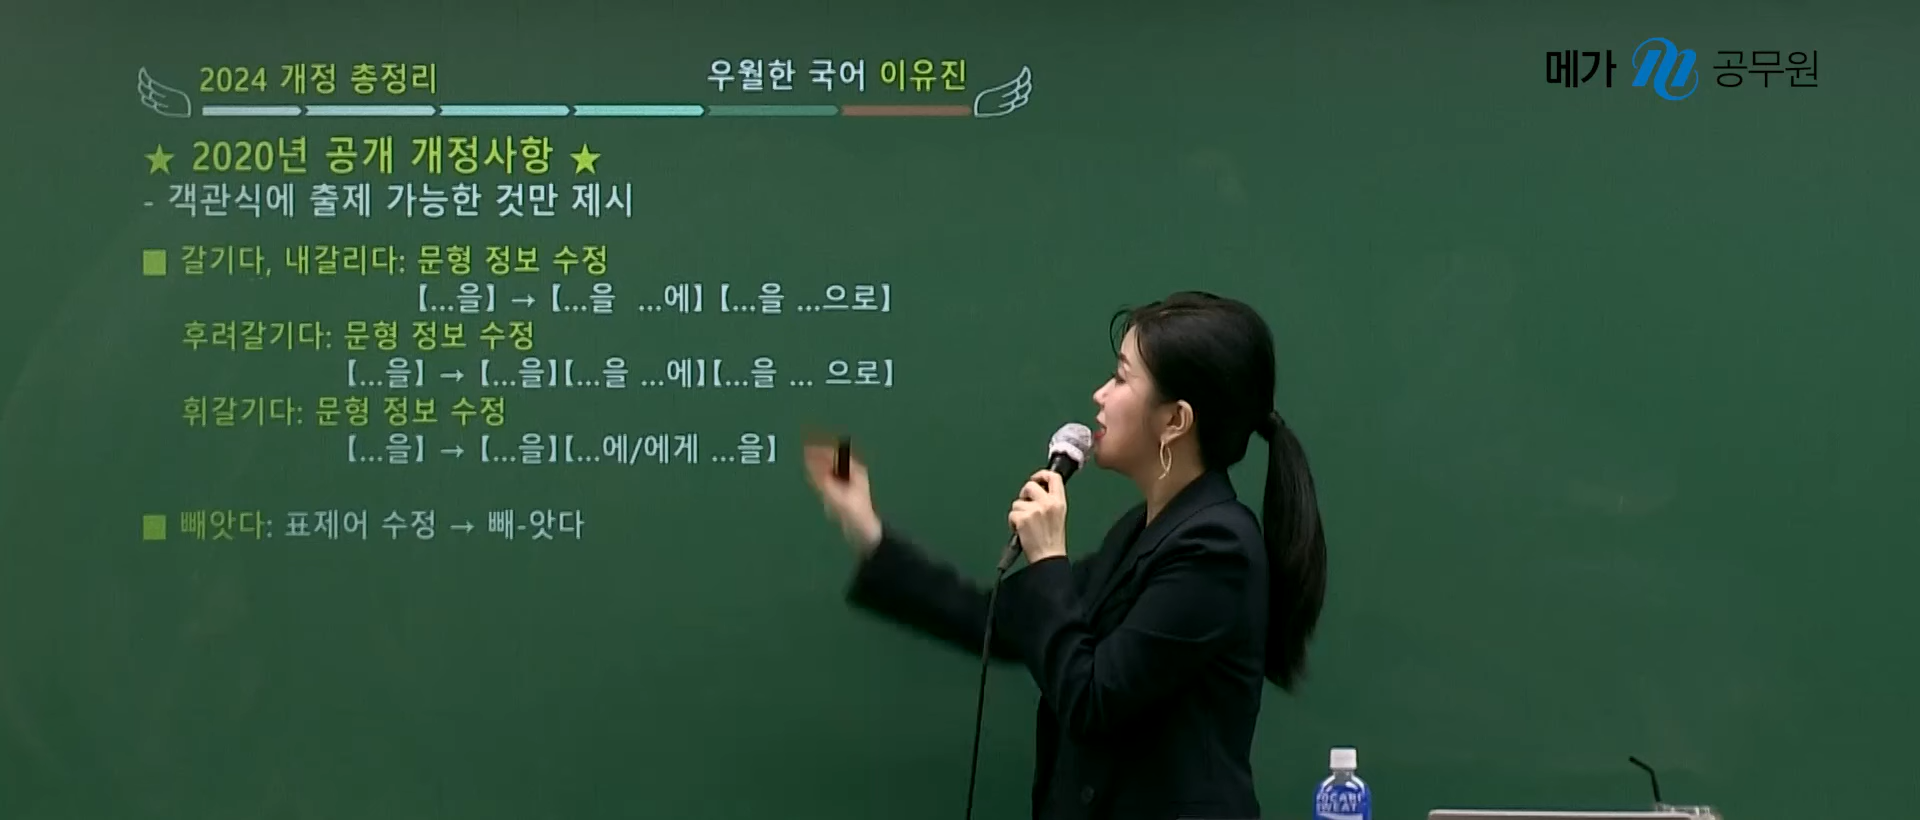 메가 공무원
2024 개정 총정리
우월한 국어 이유진
★ 2020년 공개 개정사항 ★
- 객관식에 출제 가능한 것만 제시
■ 갈기다, 내갈리다: 문형 정보 수정
【...을】 → 【...을 ...에】 【...을 ...으로】
후려갈기다: 문형 정보 수정
【...을】 → 【...을】【...을 ...에】【...을 ... 으로】
휘갈기다: 문형 정보 수정
【...을】 → 【...을】【...에/에게 ...을】
■ 빼앗다: 표제어 수정 → 빼-앗다
POCARI
SWEAT